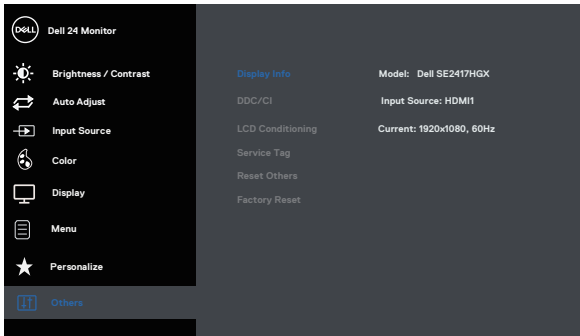 DELL Dell 24 Monitor
Brightness / Contrast Display Info Model: Dell SE2417HGX
Auto Adjust DDC/CI Input Source: HDMI1
Input Source LCD Conditioning Current: 1920x1080, 60Hz
Color Service Tag
Reset Others
Display Factory Reset
Menu
Personalize
Others